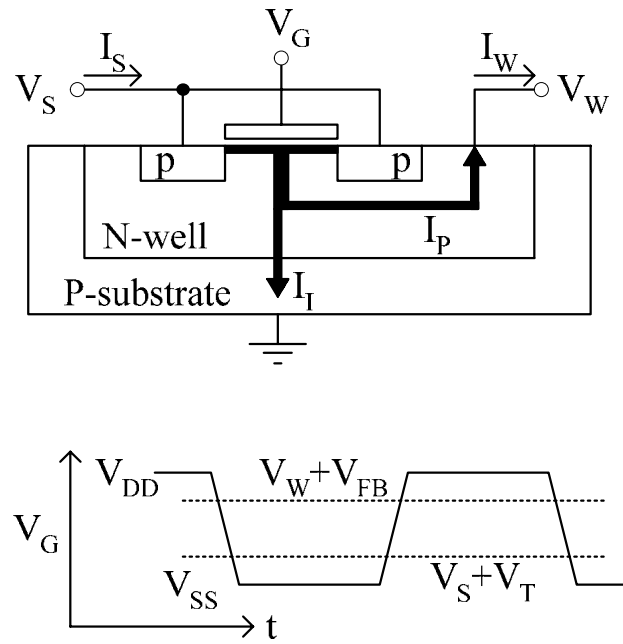 V_G
I_S
I_W
V_S
V_W
p
p
N-well
I_P
P-substrate
I_I
V_DD
V_W+V_FB
V_G
V_SS
V_S+V_T
t